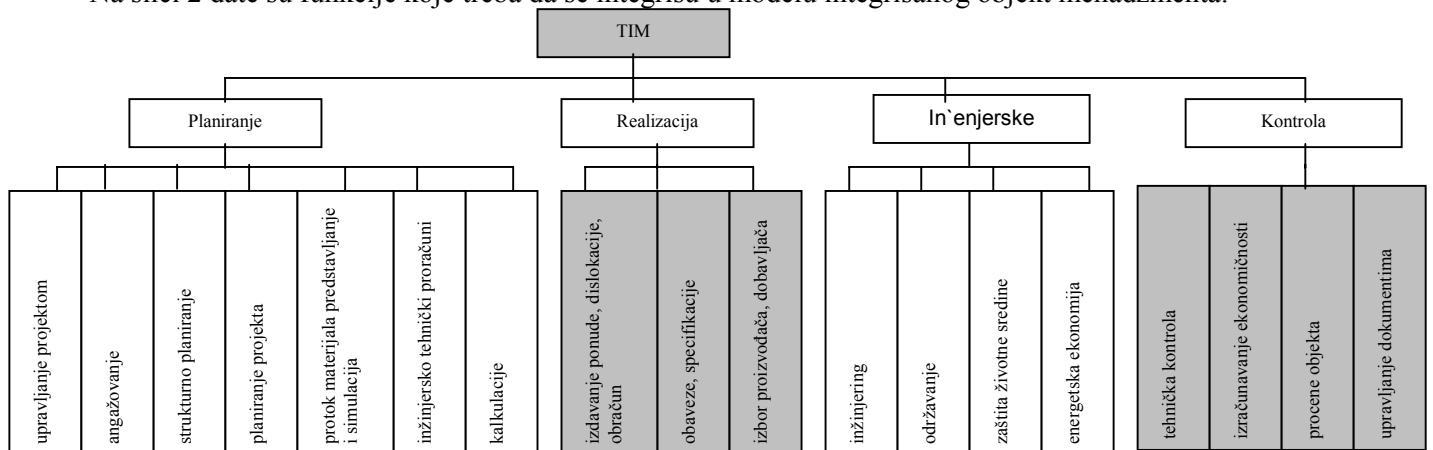 Na slici 2 date su funkcije koje treba da se integrišu u modelu integrisanog objekt menadžmenta.
TIM
Planiranje
Realizacija
In`enjerske
Kontrola
upravljanje projektom
angažovanje
strukturno planiranje
planiranje projekta
protok materijala predstavljanje
i simulacija
inžinjersko tehnički proračuni
kalkulacije
izdavanje ponude, dislokacije,
obračun
obaveze, specifikacije
izbor proizvođača, dobavljača
inžinjering
održavanje
zaštita životne sredine
energetska ekonomija
tehnička kontrola
izračunavanje ekonomičnosti
procene objekta
upravljanje dokumentima